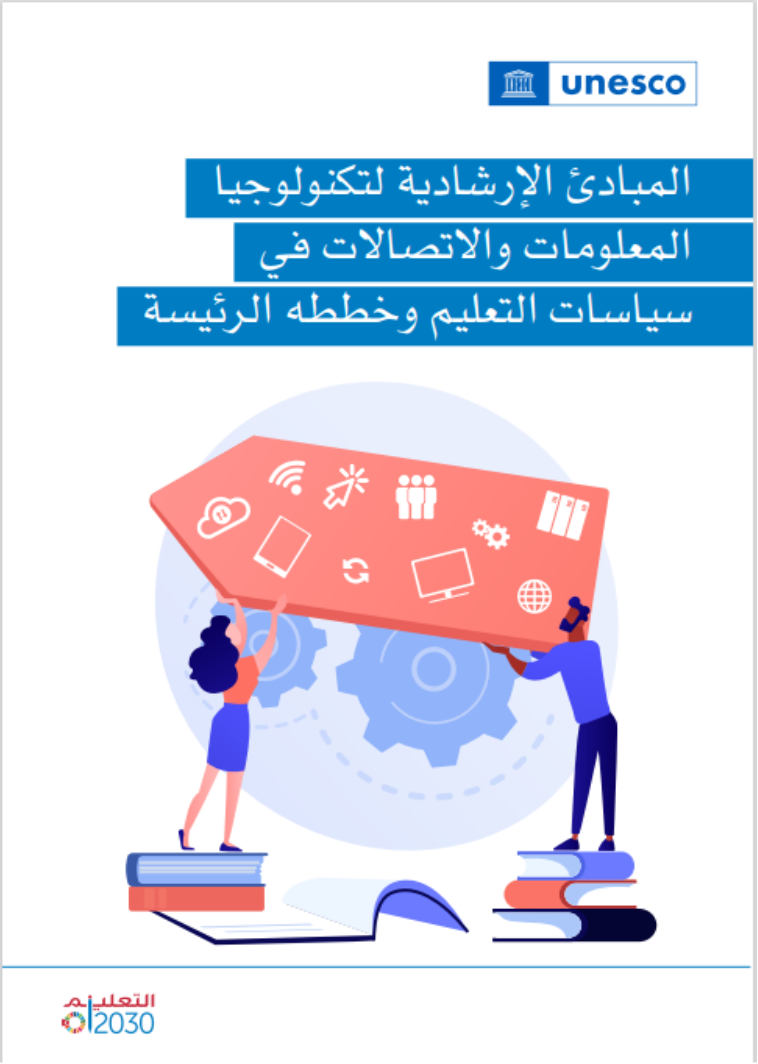 unesco
المبادئ الإرشادية لتكنولوجيا
المعلومات والاتصالات في
سياسات التعليم وخططه الرئيسة
التعليم
2030